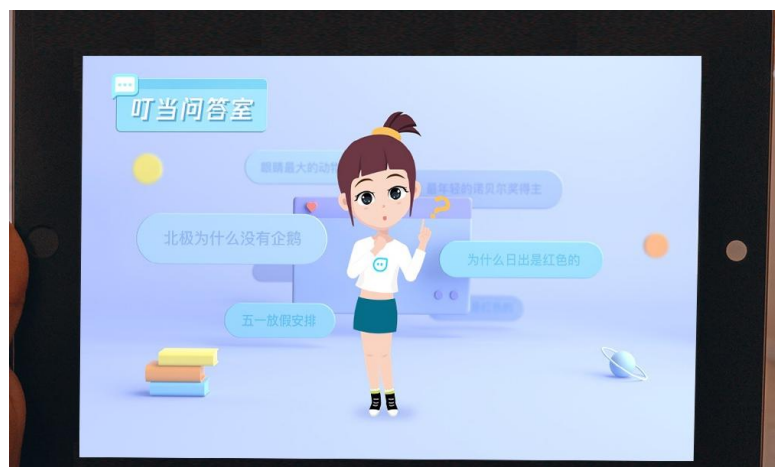 叮当问答室
眼睛最大的动
最年轻的诺贝尔奖得主
北极为什么没有企鹅
为什么日出是红色的
五一放假安排